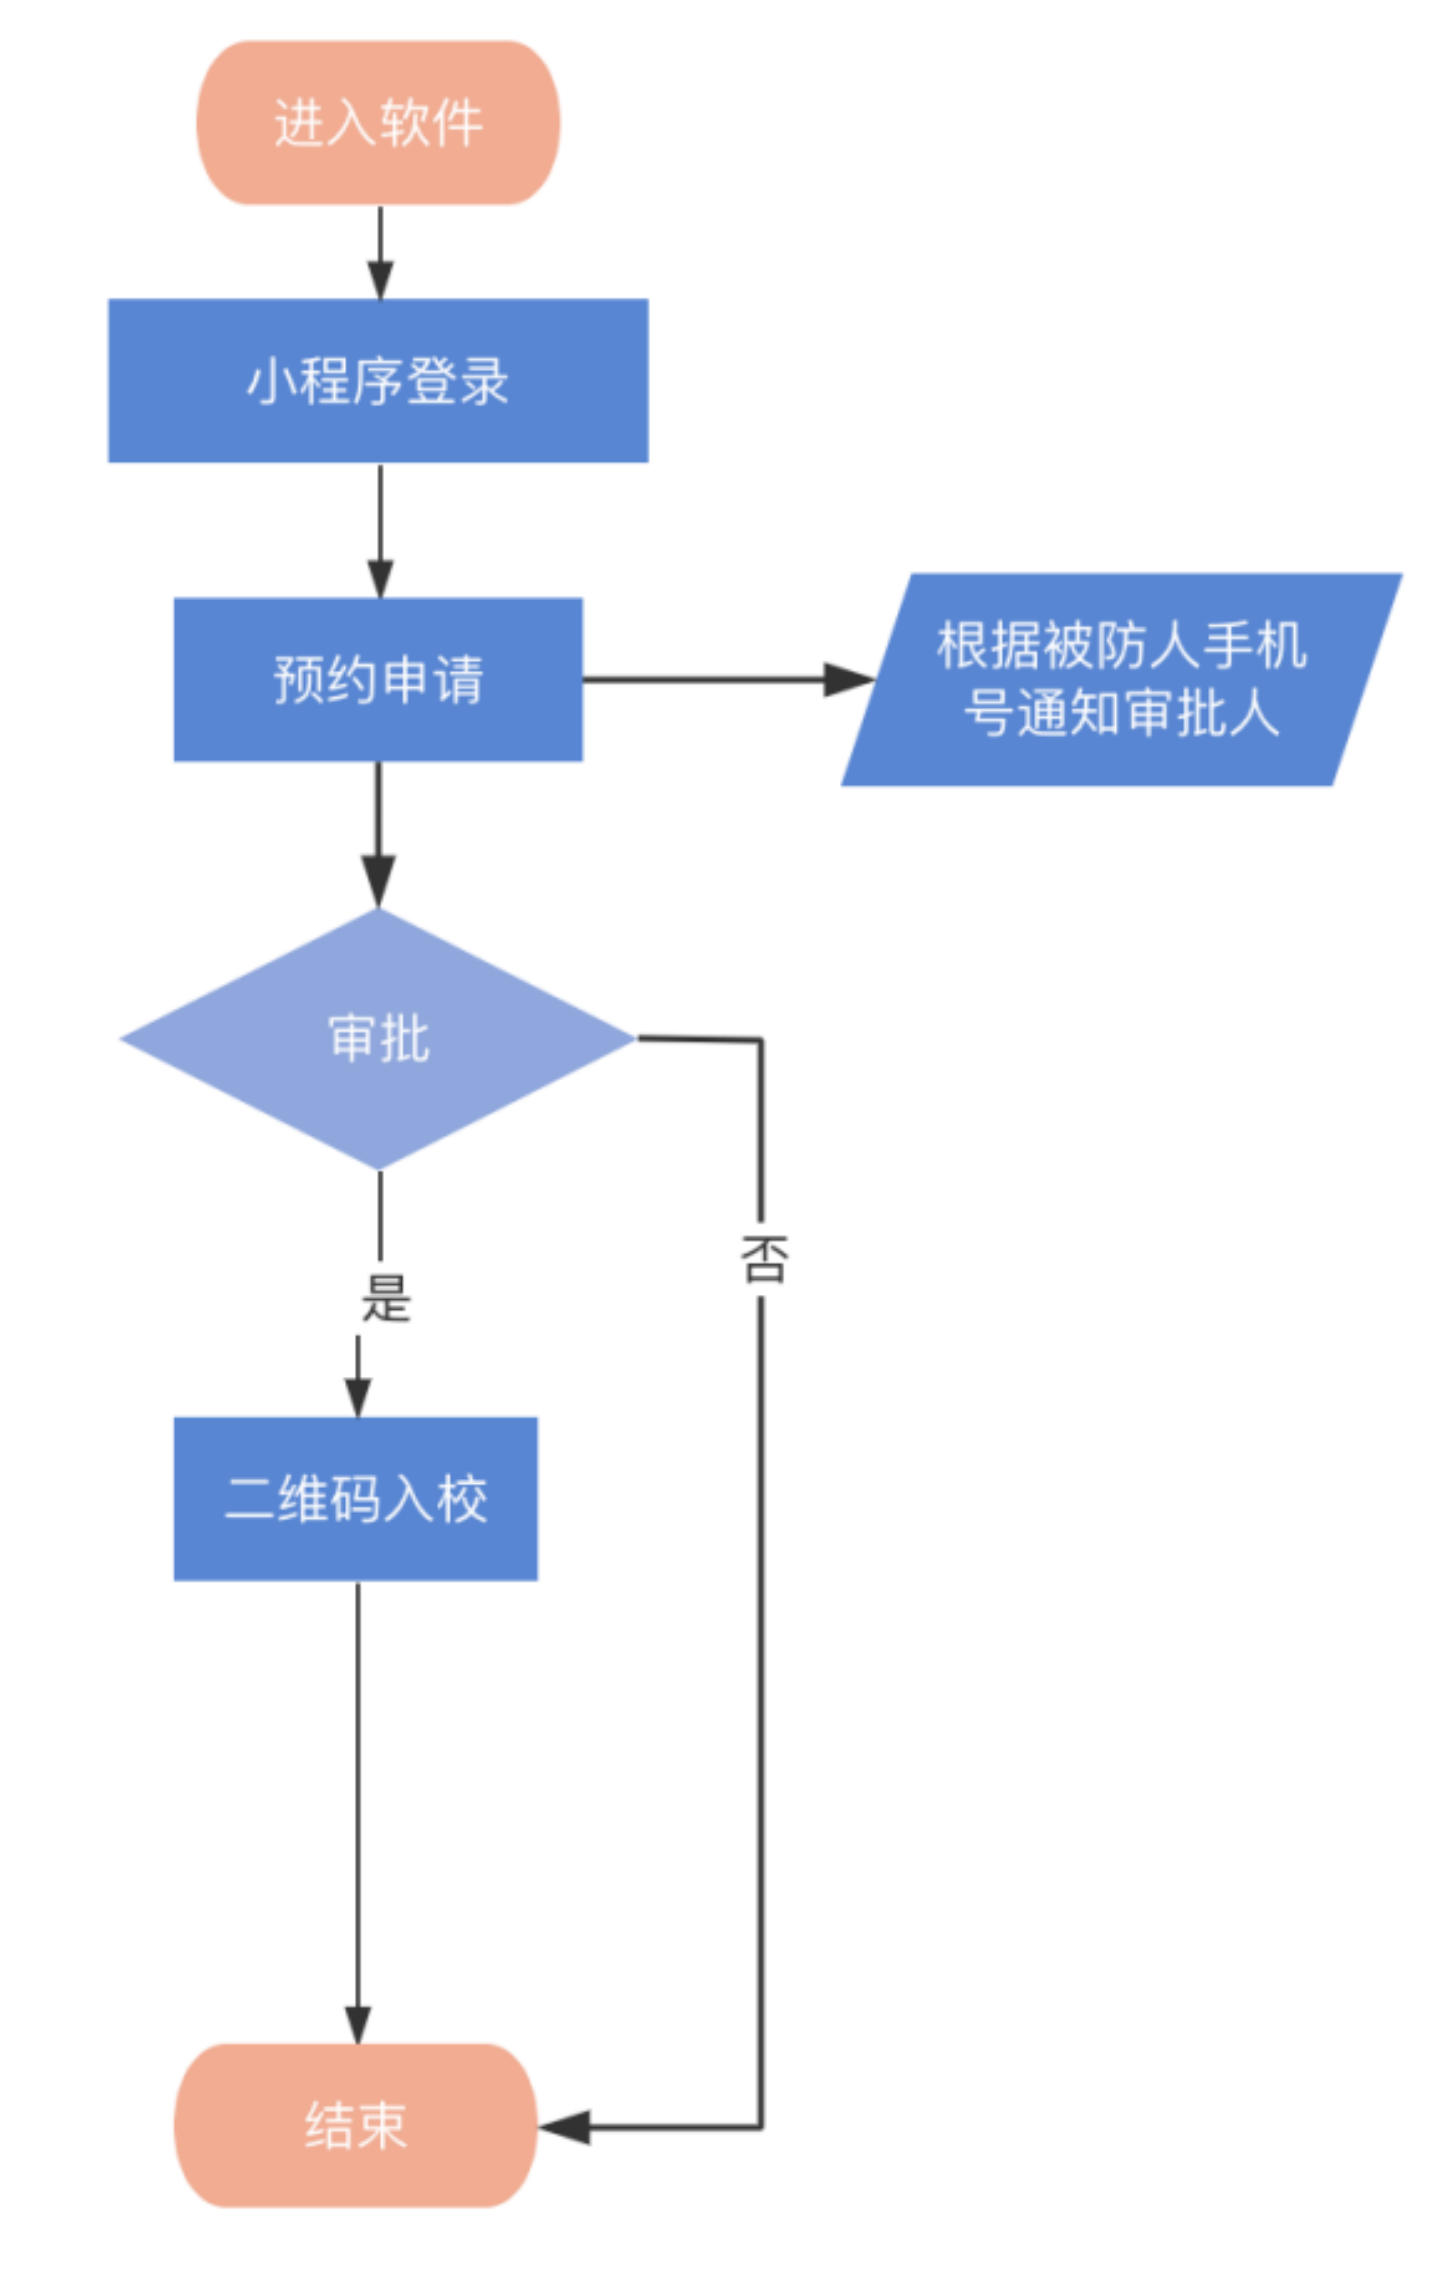 进入软件
小程序登录
预约申请
根据被防人手机
号通知审批人
审批
否
是
二维码入校
结束